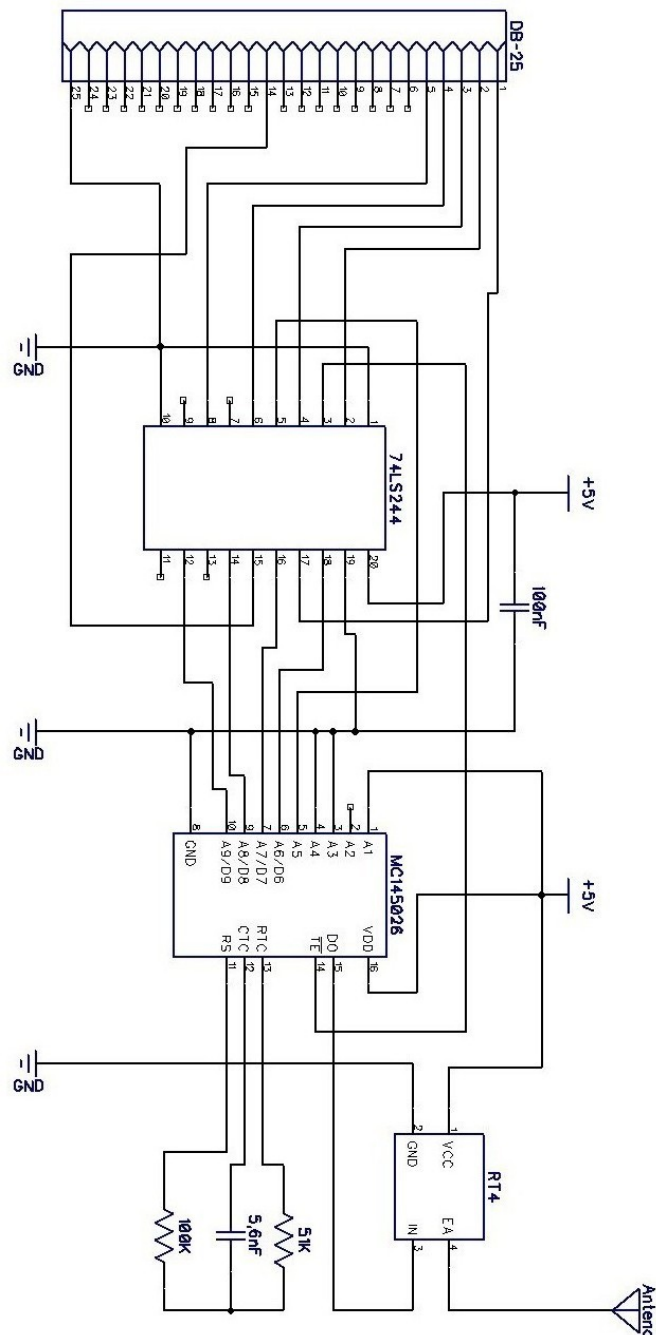 DB-25
1
2
3
4
5
6
7
8
9
10
11
12
13
14
15
16
17
18
19
20
21
22
23
24
25
GND
74LS244
1
2
3
4
5
6
7
8
9
10
20
19
18
17
16
15
14
13
12
11
+5V
100nF
GND
MC145026
1 A1
2 A2
3 A3
4 A4
5 A5
6 A6/D6
7 A7/D7
9 A8/D8
10 A9/D9
8 GND
VDD 16
DO 15
TE 14
RTC 13
CTC 12
RS 11
+5V
GND
RT4
1 VCC
2 GND
EA 4
IN 3
51K
5,6nF
100K